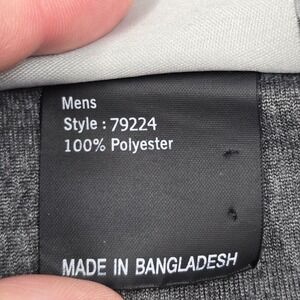 Mens
Style : 79224
100% Polyester
MADE IN BANGLADESH